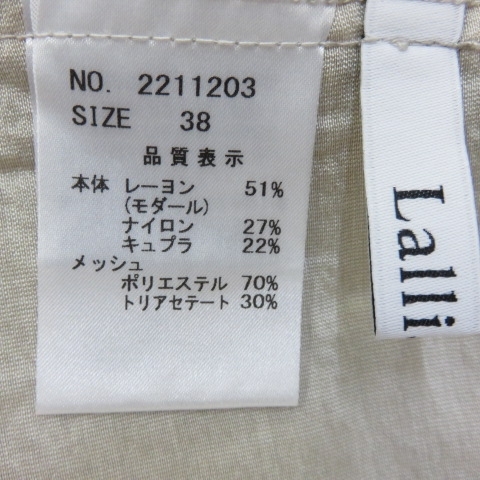 NO. 2211203
SIZE 38
品質表示
本体 レーヨン 51%
(モダール)
ナイロン 27%
キュプラ 22%
メッシュ
ポリエステル 70%
トリアセテート 30%
Lalli